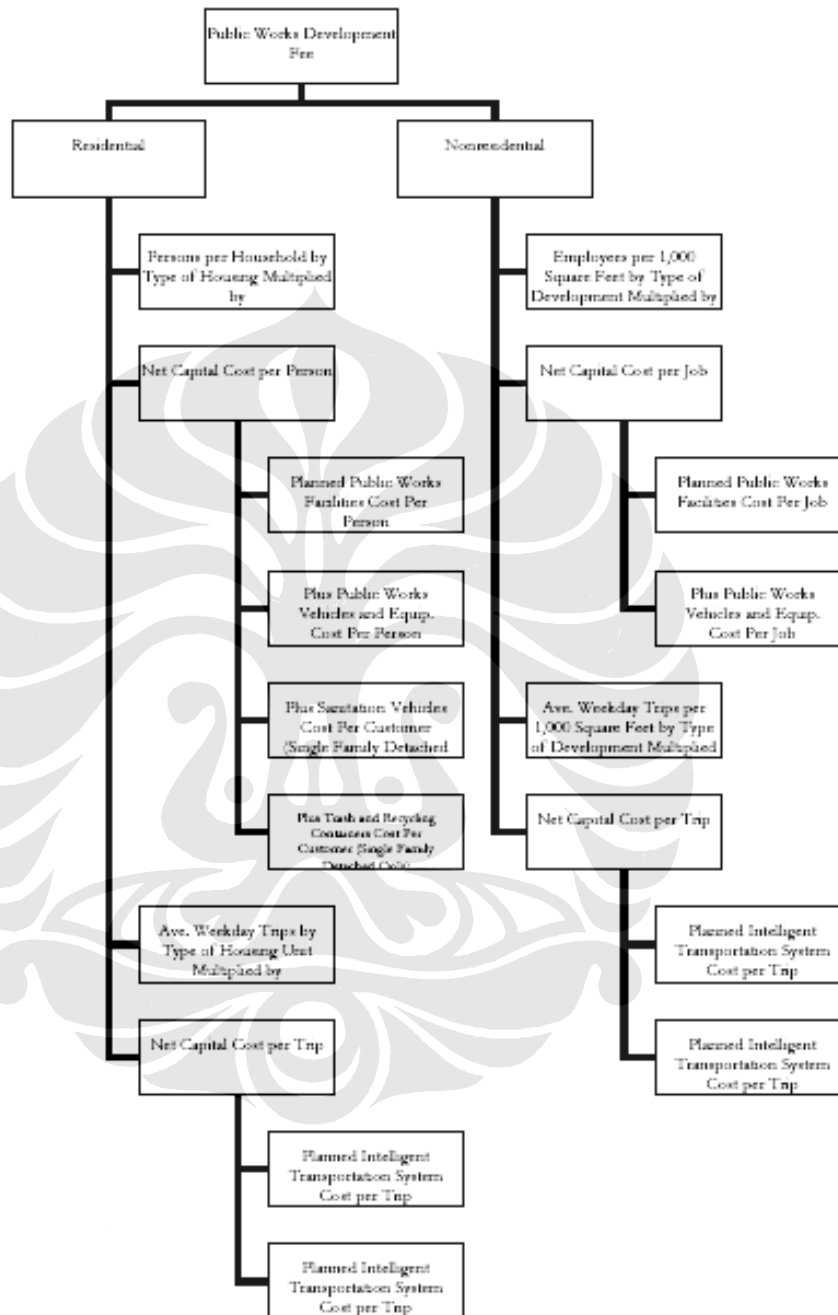 Public Works Development
Fee
Residential
Nonresidential
Persons per Household by
Type of Housing Multiplied
by
Employees per 1,000
Square Feet by Type of
Development Multiplied by
Net Capital Cost per Person
Net Capital Cost per Job
Planned Public Works
Facilities Cost Per
Person
Planned Public Works
Facilities Cost Per Job
Plus Public Works
Vehicles and Equip.
Cost Per Person
Plus Public Works
Vehicles and Equip.
Cost Per Job
Plus Sanitation Vehicles
Cost Per Customer
(Single Family Detached
Ave. Weekday Trips per
1,000 Square Feet by Type
of Development Multiplied
Plus Trash and Recycling
Containers Cost Per
Customer (Single Family
Detached Only)
Net Capital Cost per Trip
Ave. Weekday Trips by
Type of Housing Unit
Multiplied by
Planned Intelligent
Transportation System
Cost per Trip
Net Capital Cost per Trip
Planned Intelligent
Transportation System
Cost per Trip
Planned Intelligent
Transportation System
Cost per Trip
Planned Intelligent
Transportation System
Cost per Trip